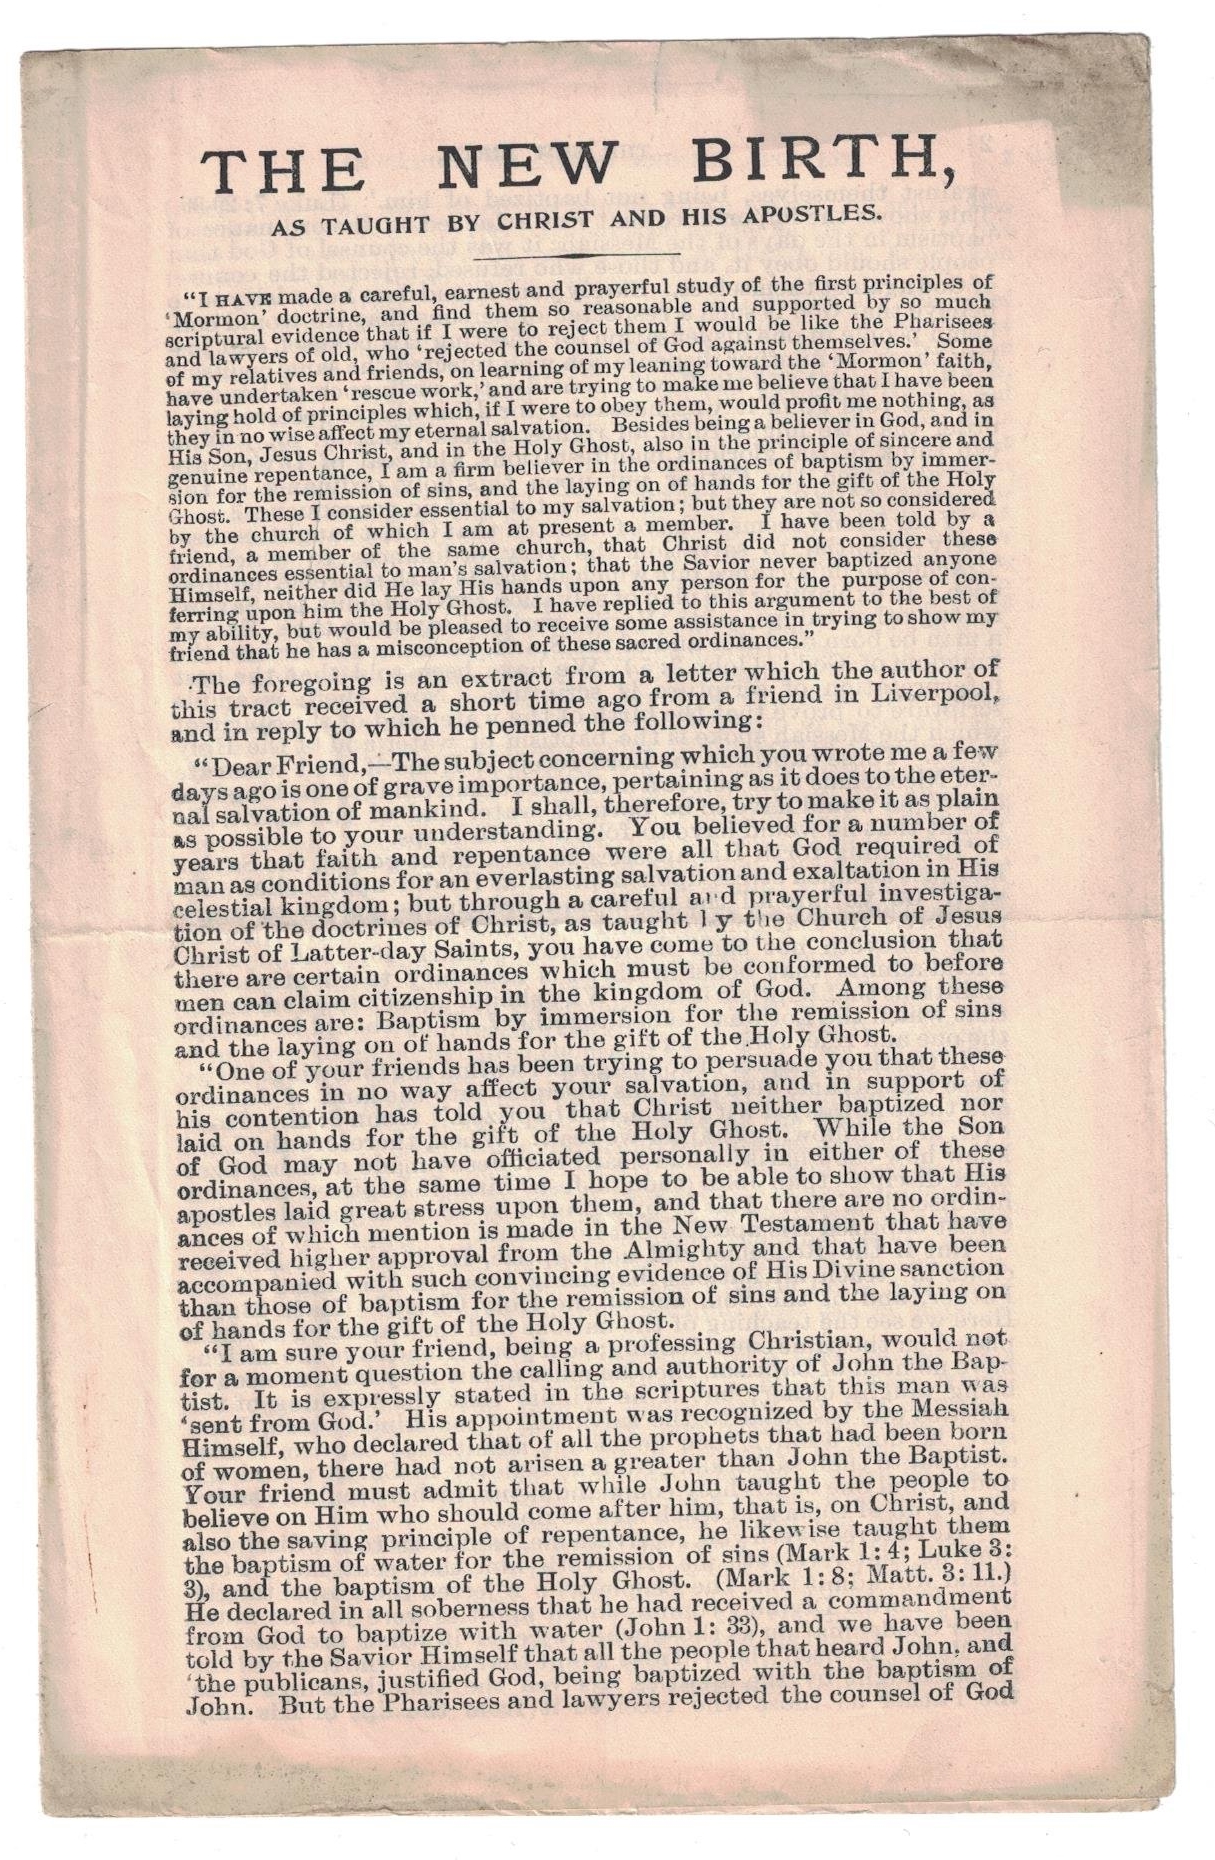 THE NEW BIRTH,
AS TAUGHT BY CHRIST AND HIS APOSTLES.
"I HAVE made a careful, earnest and prayerful study of the first principles of
'Mormon' doctrine, and find them so reasonable and supported by so much
scriptural evidence that if I were to reject them I would be like the Pharisees
and lawyers of old, who 'rejected the counsel of God against themselves.' Some
of my relatives and friends, on learning of my leaning toward the 'Mormon' faith,
have undertaken 'rescue work,' and are trying to make me believe that I have been
laying hold of principles which, if I were to obey them, would profit me nothing, as
they in no wise affect my eternal salvation. Besides being a believer in God, and in
His Son, Jesus Christ, and in the Holy Ghost, also in the principle of sincere and
genuine repentance, I am a firm believer in the ordinances of baptism by immer-
sion for the remission of sins, and the laying on of hands for the gift of the Holy
Ghost. These I consider essential to my salvation; but they are not so considered
by the church of which I am at present a member. I have been told by a
friend, a member of the same church, that Christ did not consider these
ordinances essential to man's salvation; that the Savior never baptized anyone
Himself, neither did He lay His hands upon any person for the purpose of con-
ferring upon him the Holy Ghost. I have replied to this argument to the best of
my ability, but would be pleased to receive some assistance in trying to show my
friend that he has a misconception of these sacred ordinances."
The foregoing is an extract from a letter which the author of
this tract received a short time ago from a friend in Liverpool,
and in reply to which he penned the following:
"Dear Friend,—The subject concerning which you wrote me a few
days ago is one of grave importance, pertaining as it does to the eter-
nal salvation of mankind. I shall, therefore, try to make it as plain
as possible to your understanding. You believed for a number of
years that faith and repentance were all that God required of
man as conditions for an everlasting salvation and exaltation in His
celestial kingdom; but through a careful and prayerful investiga-
tion of the doctrines of Christ, as taught by the Church of Jesus
Christ of Latter-day Saints, you have come to the conclusion that
there are certain ordinances which must be conformed to before
men can claim citizenship in the kingdom of God. Among these
ordinances are: Baptism by immersion for the remission of sins
and the laying on of hands for the gift of the Holy Ghost.
"One of your friends has been trying to persuade you that these
ordinances in no way affect your salvation, and in support of
his contention has told you that Christ neither baptized nor
laid on hands for the gift of the Holy Ghost. While the Son
of God may not have officiated personally in either of these
ordinances, at the same time I hope to be able to show that His
apostles laid great stress upon them, and that there are no ordin-
ances of which mention is made in the New Testament that have
received higher approval from the Almighty and that have been
accompanied with such convincing evidence of His Divine sanction
than those of baptism for the remission of sins and the laying on
of hands for the gift of the Holy Ghost.
"I am sure your friend, being a professing Christian, would not
for a moment question the calling and authority of John the Bap-
tist. It is expressly stated in the scriptures that this man was
'sent from God.' His appointment was recognized by the Messiah
Himself, who declared that of all the prophets that had been born
of women, there had not arisen a greater than John the Baptist.
Your friend must admit that while John taught the people to
believe on Him who should come after him, that is, on Christ, and
also the saving principle of repentance, he likewise taught them
the baptism of water for the remission of sins (Mark 1: 4; Luke 3:
3), and the baptism of the Holy Ghost. (Mark 1: 8; Matt. 3: 11.)
He declared in all soberness that he had received a commandment
from God to baptize with water (John 1: 33), and we have been
told by the Savior Himself that all the people that heard John, and
'the publicans, justified God, being baptized with the baptism of
John. But the Pharisees and lawyers rejected the counsel of God